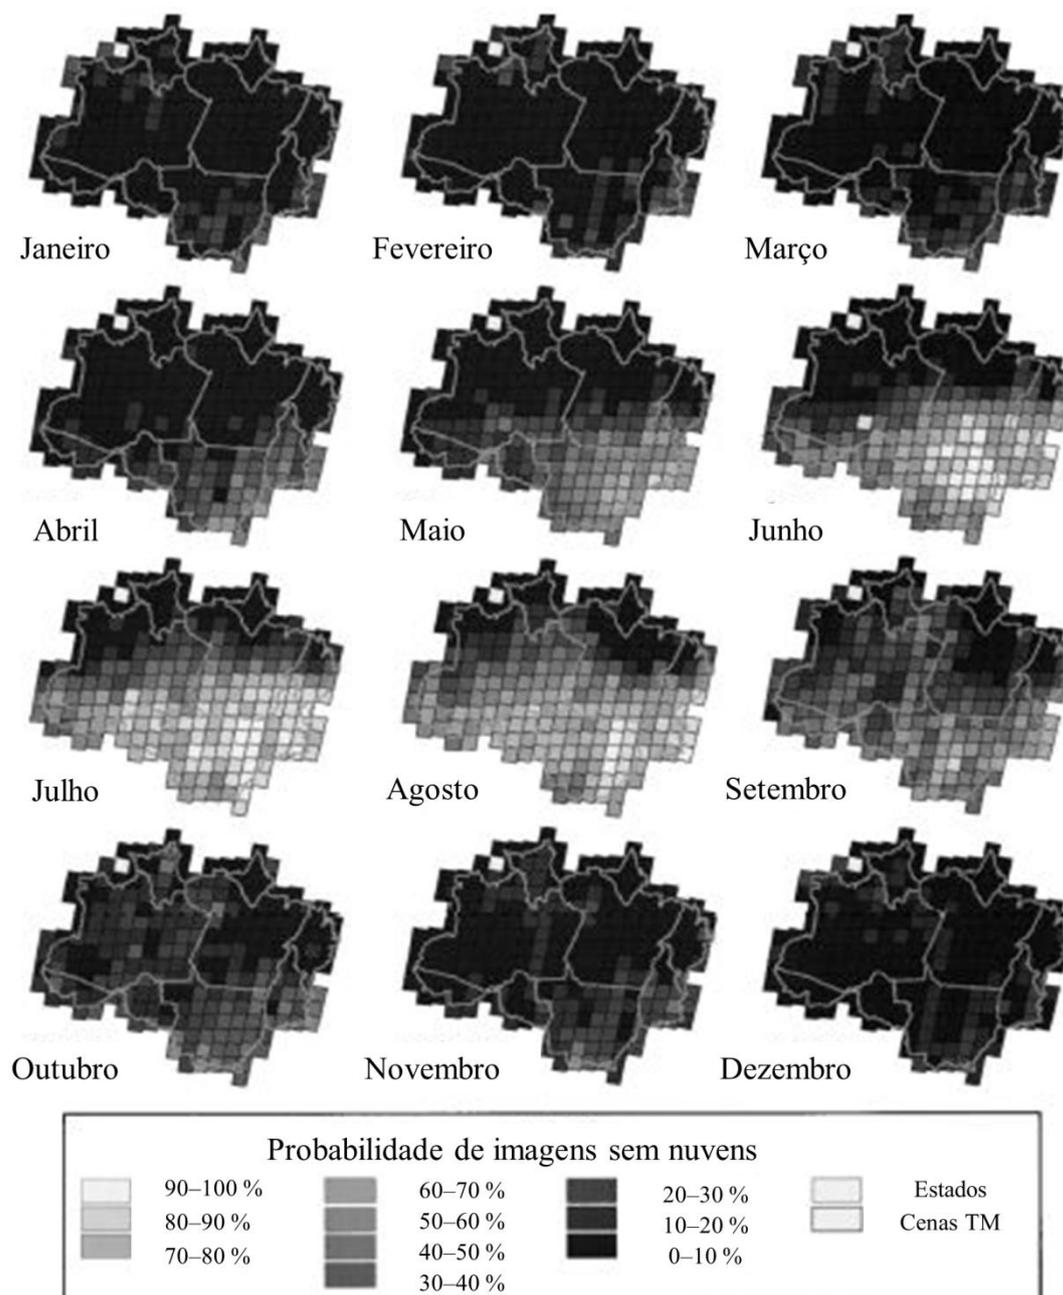 Janeiro
Fevereiro
Março
Abril
Maio
Junho
Julho
Agosto
Setembro
Outubro
Novembro
Dezembro
Probabilidade de imagens sem nuvens
90–100 %
80–90 %
70–80 %
60–70 %
50–60 %
40–50 %
30–40 %
20–30 %
10–20 %
0–10 %
Estados
Cenas TM